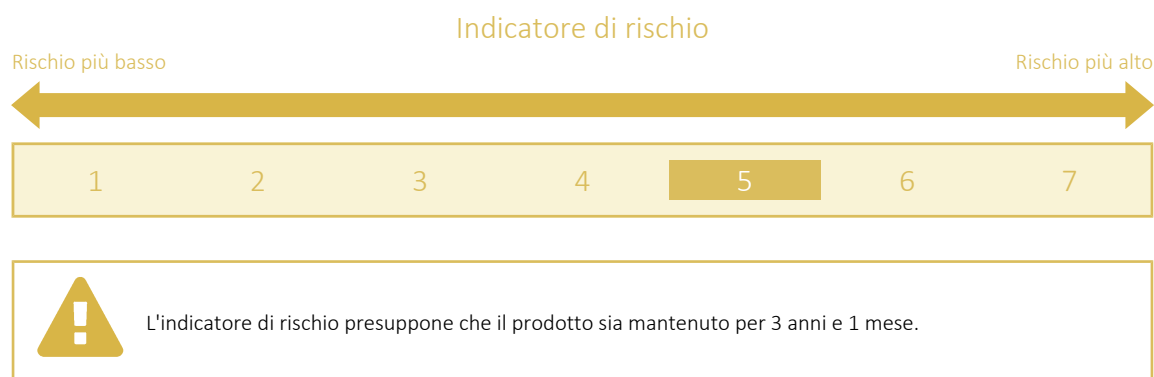 Indicatore di rischio
Rischio più basso
Rischio più alto
1 2 3 4 5 6 7
L'indicatore di rischio presuppone che il prodotto sia mantenuto per 3 anni e 1 mese.